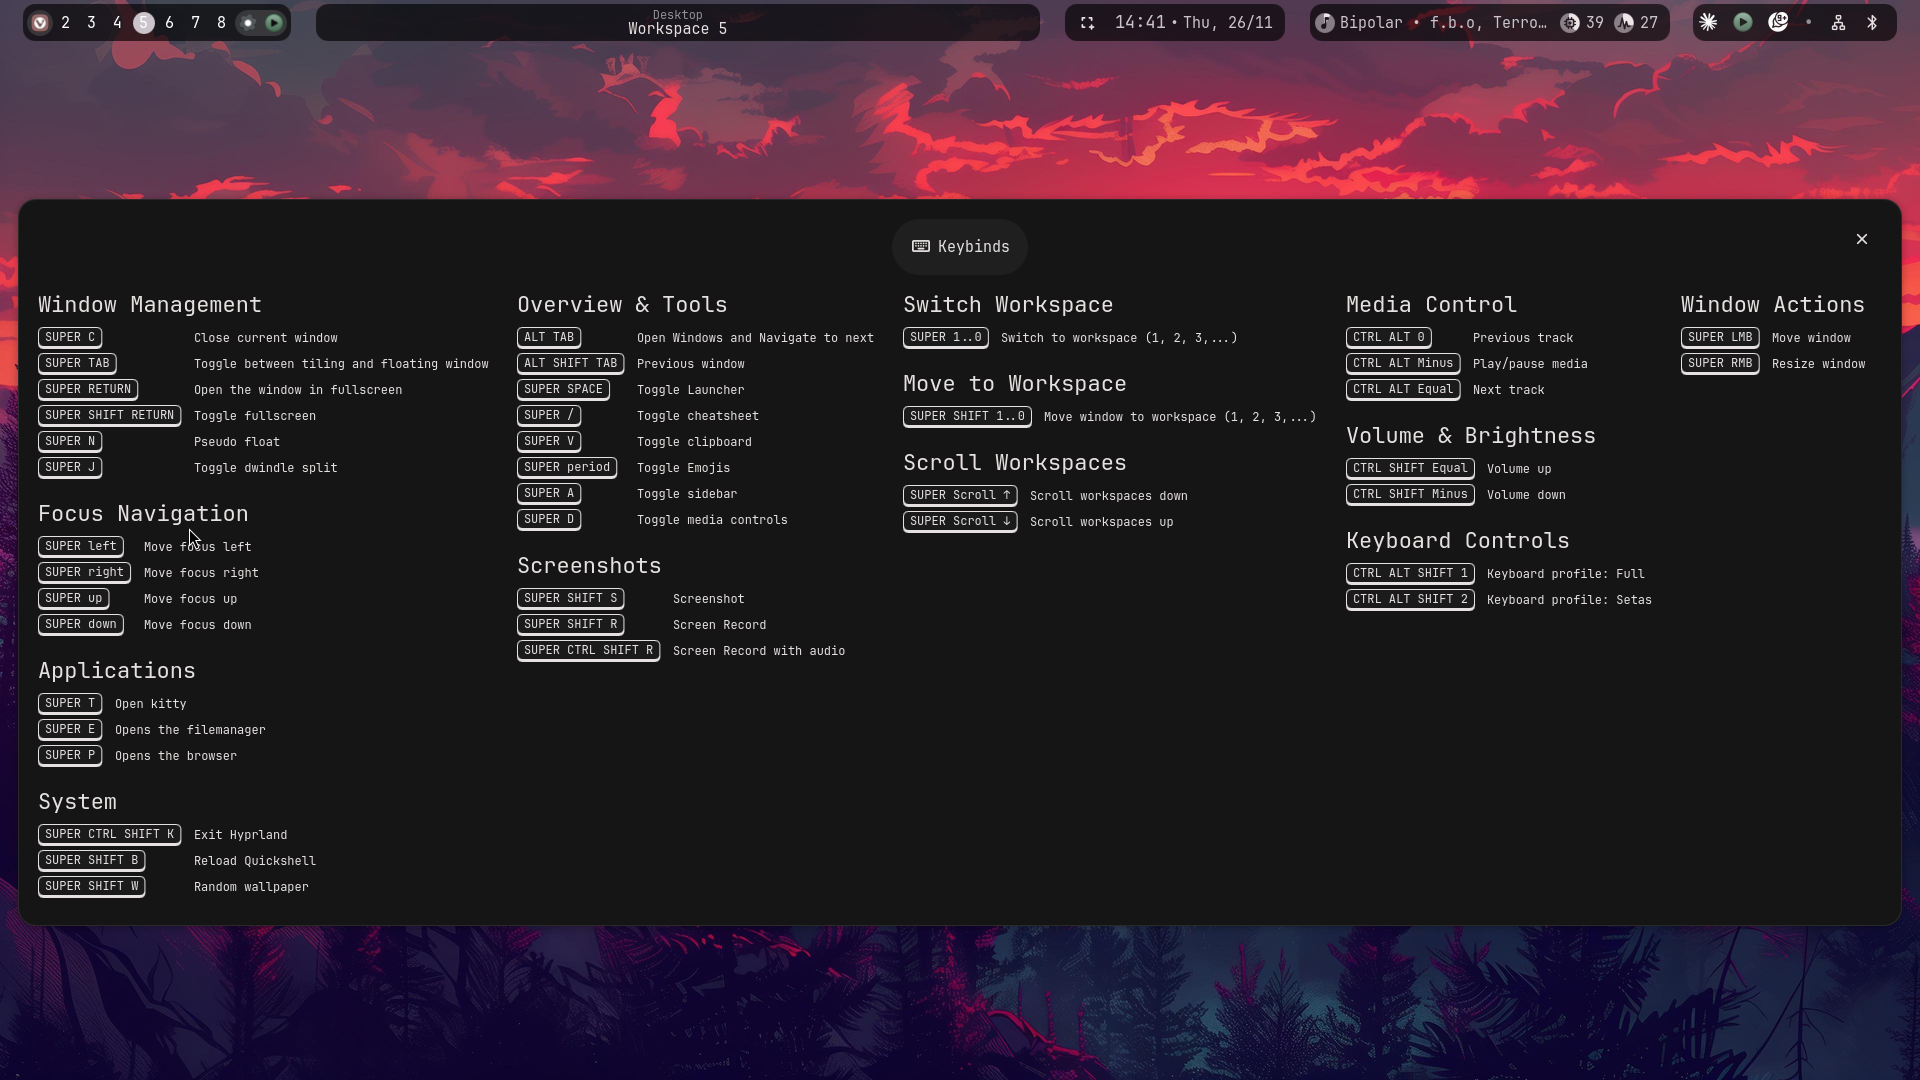 2 3 4 5 6 7 8
Desktop
Workspace 5
14:41 • Thu, 26/11
Bipolar • f.b.o, Terro… 39 27
Keybinds
Window Management
SUPER C Close current window
SUPER TAB Toggle between tiling and floating window
SUPER RETURN Open the window in fullscreen
SUPER SHIFT RETURN Toggle fullscreen
SUPER N Pseudo float
SUPER J Toggle dwindle split
Focus Navigation
SUPER left Move focus left
SUPER right Move focus right
SUPER up Move focus up
SUPER down Move focus down
Applications
SUPER T Open kitty
SUPER E Opens the filemanager
SUPER P Opens the browser
System
SUPER CTRL SHIFT K Exit Hyprland
SUPER SHIFT B Reload Quickshell
SUPER SHIFT W Random wallpaper
Overview & Tools
ALT TAB Open Windows and Navigate to next
ALT SHIFT TAB Previous window
SUPER SPACE Toggle Launcher
SUPER / Toggle cheatsheet
SUPER V Toggle clipboard
SUPER period Toggle Emojis
SUPER A Toggle sidebar
SUPER D Toggle media controls
Screenshots
SUPER SHIFT S Screenshot
SUPER SHIFT R Screen Record
SUPER CTRL SHIFT R Screen Record with audio
Switch Workspace
SUPER 1..0 Switch to workspace (1, 2, 3,...)
Move to Workspace
SUPER SHIFT 1..0 Move window to workspace (1, 2, 3,...)
Scroll Workspaces
SUPER Scroll ↑ Scroll workspaces down
SUPER Scroll ↓ Scroll workspaces up
Media Control
CTRL ALT 0 Previous track
CTRL ALT Minus Play/pause media
CTRL ALT Equal Next track
Volume & Brightness
CTRL SHIFT Equal Volume up
CTRL SHIFT Minus Volume down
Keyboard Controls
CTRL ALT SHIFT 1 Keyboard profile: Full
CTRL ALT SHIFT 2 Keyboard profile: Setas
Window Actions
SUPER LMB Move window
SUPER RMB Resize window